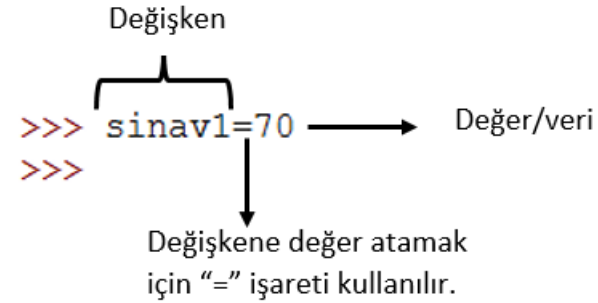 Değişken
>>> sinav1=70
Değer/veri
>>>
Değişkene değer atamak
için “=” işareti kullanılır.